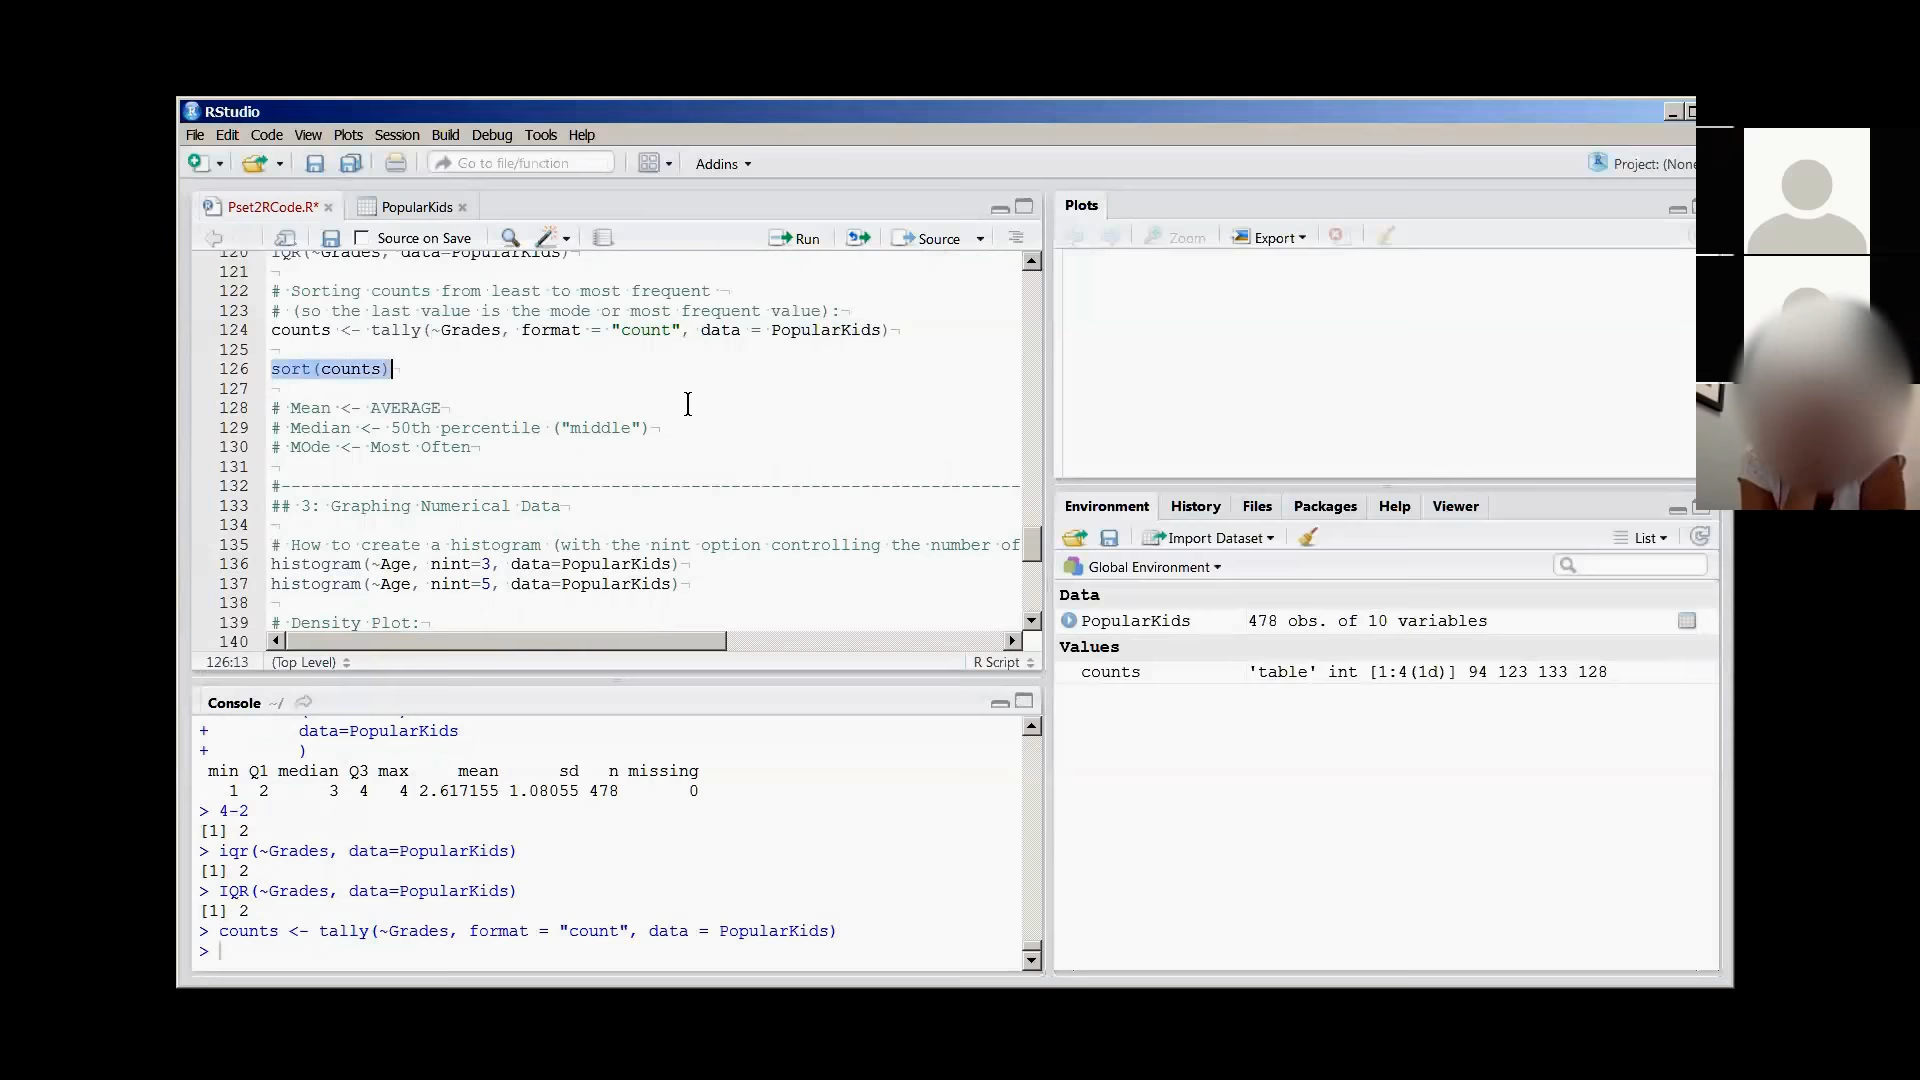 RStudio
File Edit Code View Plots Session Build Debug Tools Help
Go to file/function Addins Project: (None
Pset2RCode.R* PopularKids
Source on Save Run Source
120 IQR(~Grades, data=PopularKids)
121
122 # Sorting counts from least to most frequent
123 # (so the last value is the mode or most frequent value):
124 counts <- tally(~Grades, format = "count", data = PopularKids)
125
126 sort(counts)
127
128 # Mean <- AVERAGE
129 # Median <- 50th percentile ("middle")
130 # MOde <- Most Often
131
132 #--------------------------------------------------------------------------
133 ## 3: Graphing Numerical Data
134
135 # How to create a histogram (with the nint option controlling the number of
136 histogram(~Age, nint=3, data=PopularKids)
137 histogram(~Age, nint=5, data=PopularKids)
138
139 # Density Plot:
140
126:13 (Top Level) R Script
Console ~/
+ data=PopularKids
+ )
min Q1 median Q3 max mean sd n missing
1 2 3 4 4 2.617155 1.08055 478 0
> 4-2
[1] 2
> iqr(~Grades, data=PopularKids)
[1] 2
> IQR(~Grades, data=PopularKids)
[1] 2
> counts <- tally(~Grades, format = "count", data = PopularKids)
>
Plots
Zoom Export
Environment History Files Packages Help Viewer
Import Dataset List
Global Environment
Data
PopularKids 478 obs. of 10 variables
Values
counts 'table' int [1:4(1d)] 94 123 133 128